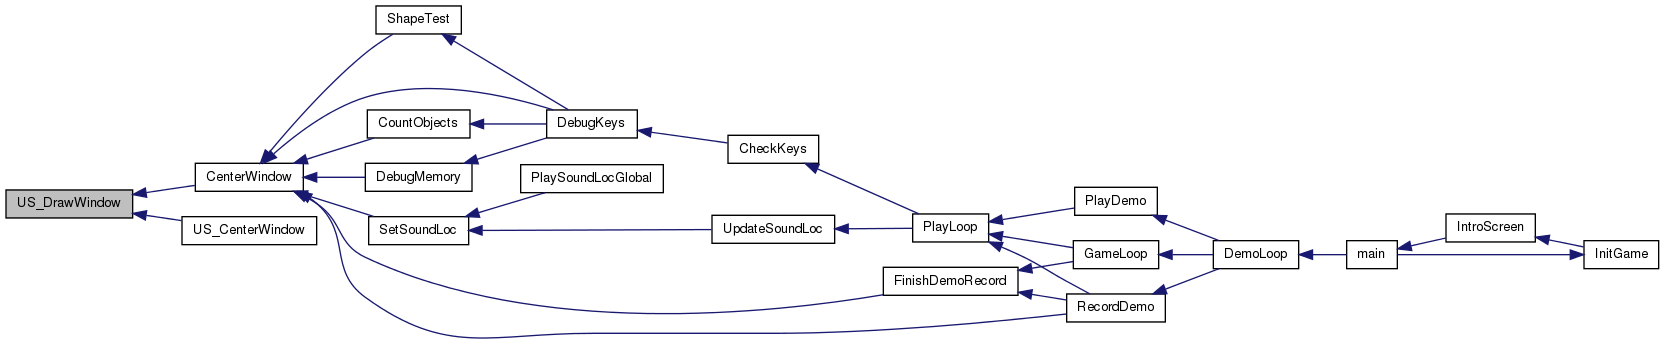 ShapeTest
CountObjects
DebugKeys
CheckKeys
CenterWindow
DebugMemory
PlaySoundLocGlobal
US_DrawWindow
PlayDemo
US_CenterWindow
SetSoundLoc
UpdateSoundLoc
PlayLoop
IntroScreen
GameLoop
DemoLoop
main
InitGame
FinishDemoRecord
RecordDemo